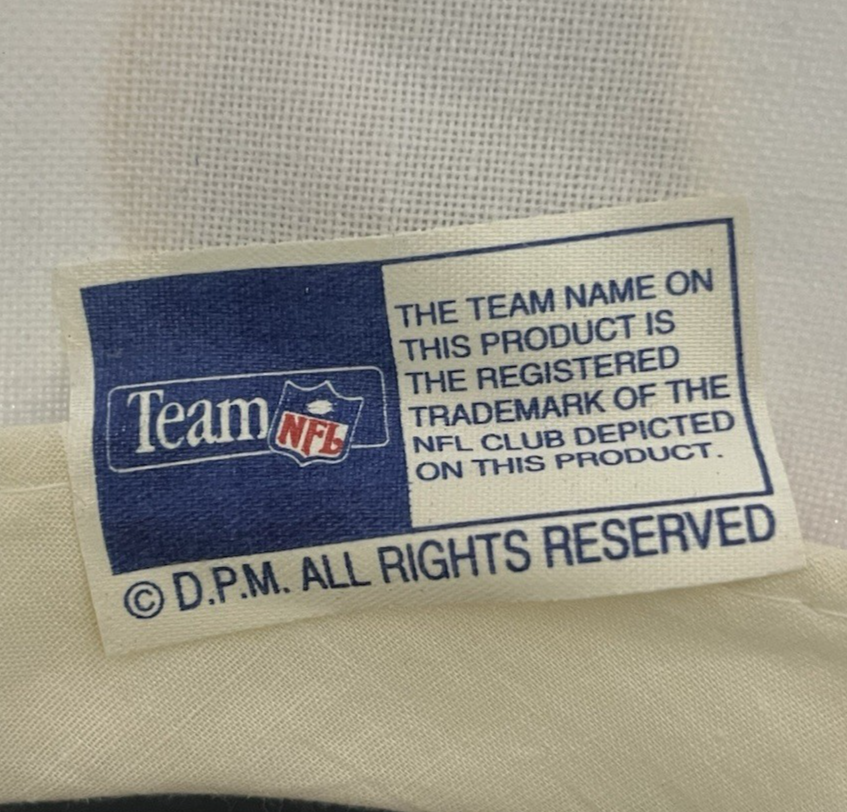 Team NFL
THE TEAM NAME ON
THIS PRODUCT IS
THE REGISTERED
TRADEMARK OF THE
NFL CLUB DEPICTED
ON THIS PRODUCT.
© D.P.M. ALL RIGHTS RESERVED